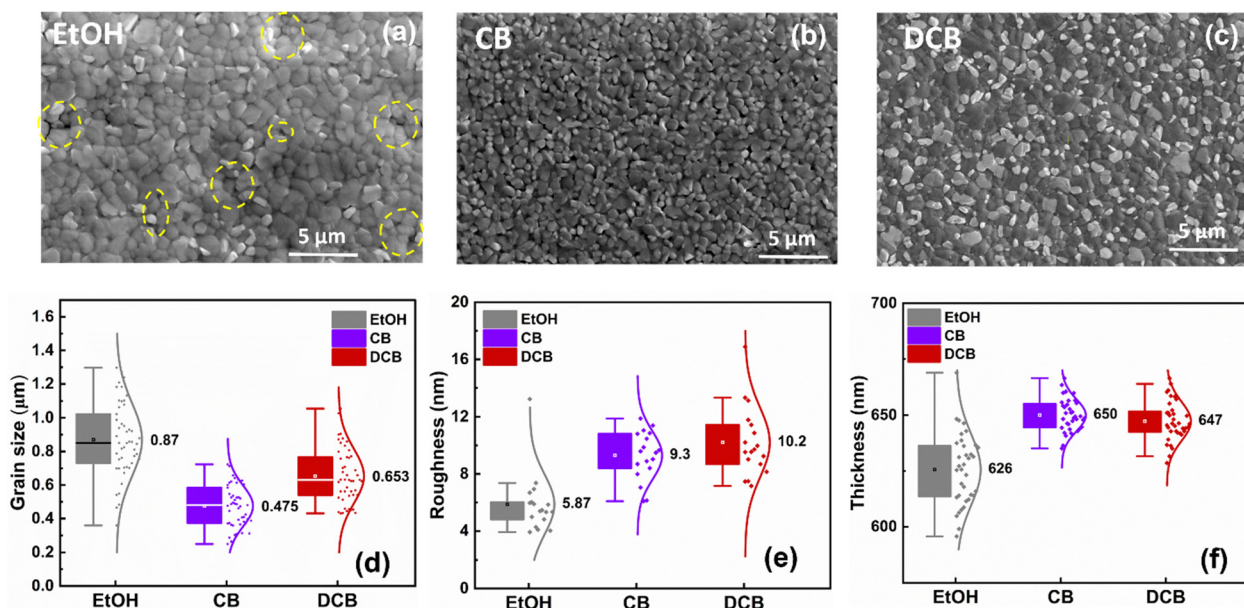 EtOH
(a)
5 μm
CB
(b)
5 μm
DCB
(c)
5 μm
Grain size (μm)
1.6
1.4
1.2
1.0
0.8
0.6
0.4
0.2
0.0
EtOH
CB
DCB
0.87
0.475
0.653
(d)
EtOH
CB
DCB
Roughness (nm)
20
16
12
8
4
0
EtOH
CB
DCB
5.87
9.3
10.2
(e)
EtOH
CB
DCB
Thickness (nm)
700
650
600
EtOH
CB
DCB
626
650
647
(f)
EtOH
CB
DCB